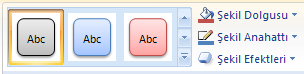 Abc Abc Abc
Şekil Dolgusu
Şekil Anahattı
Şekil Efektleri